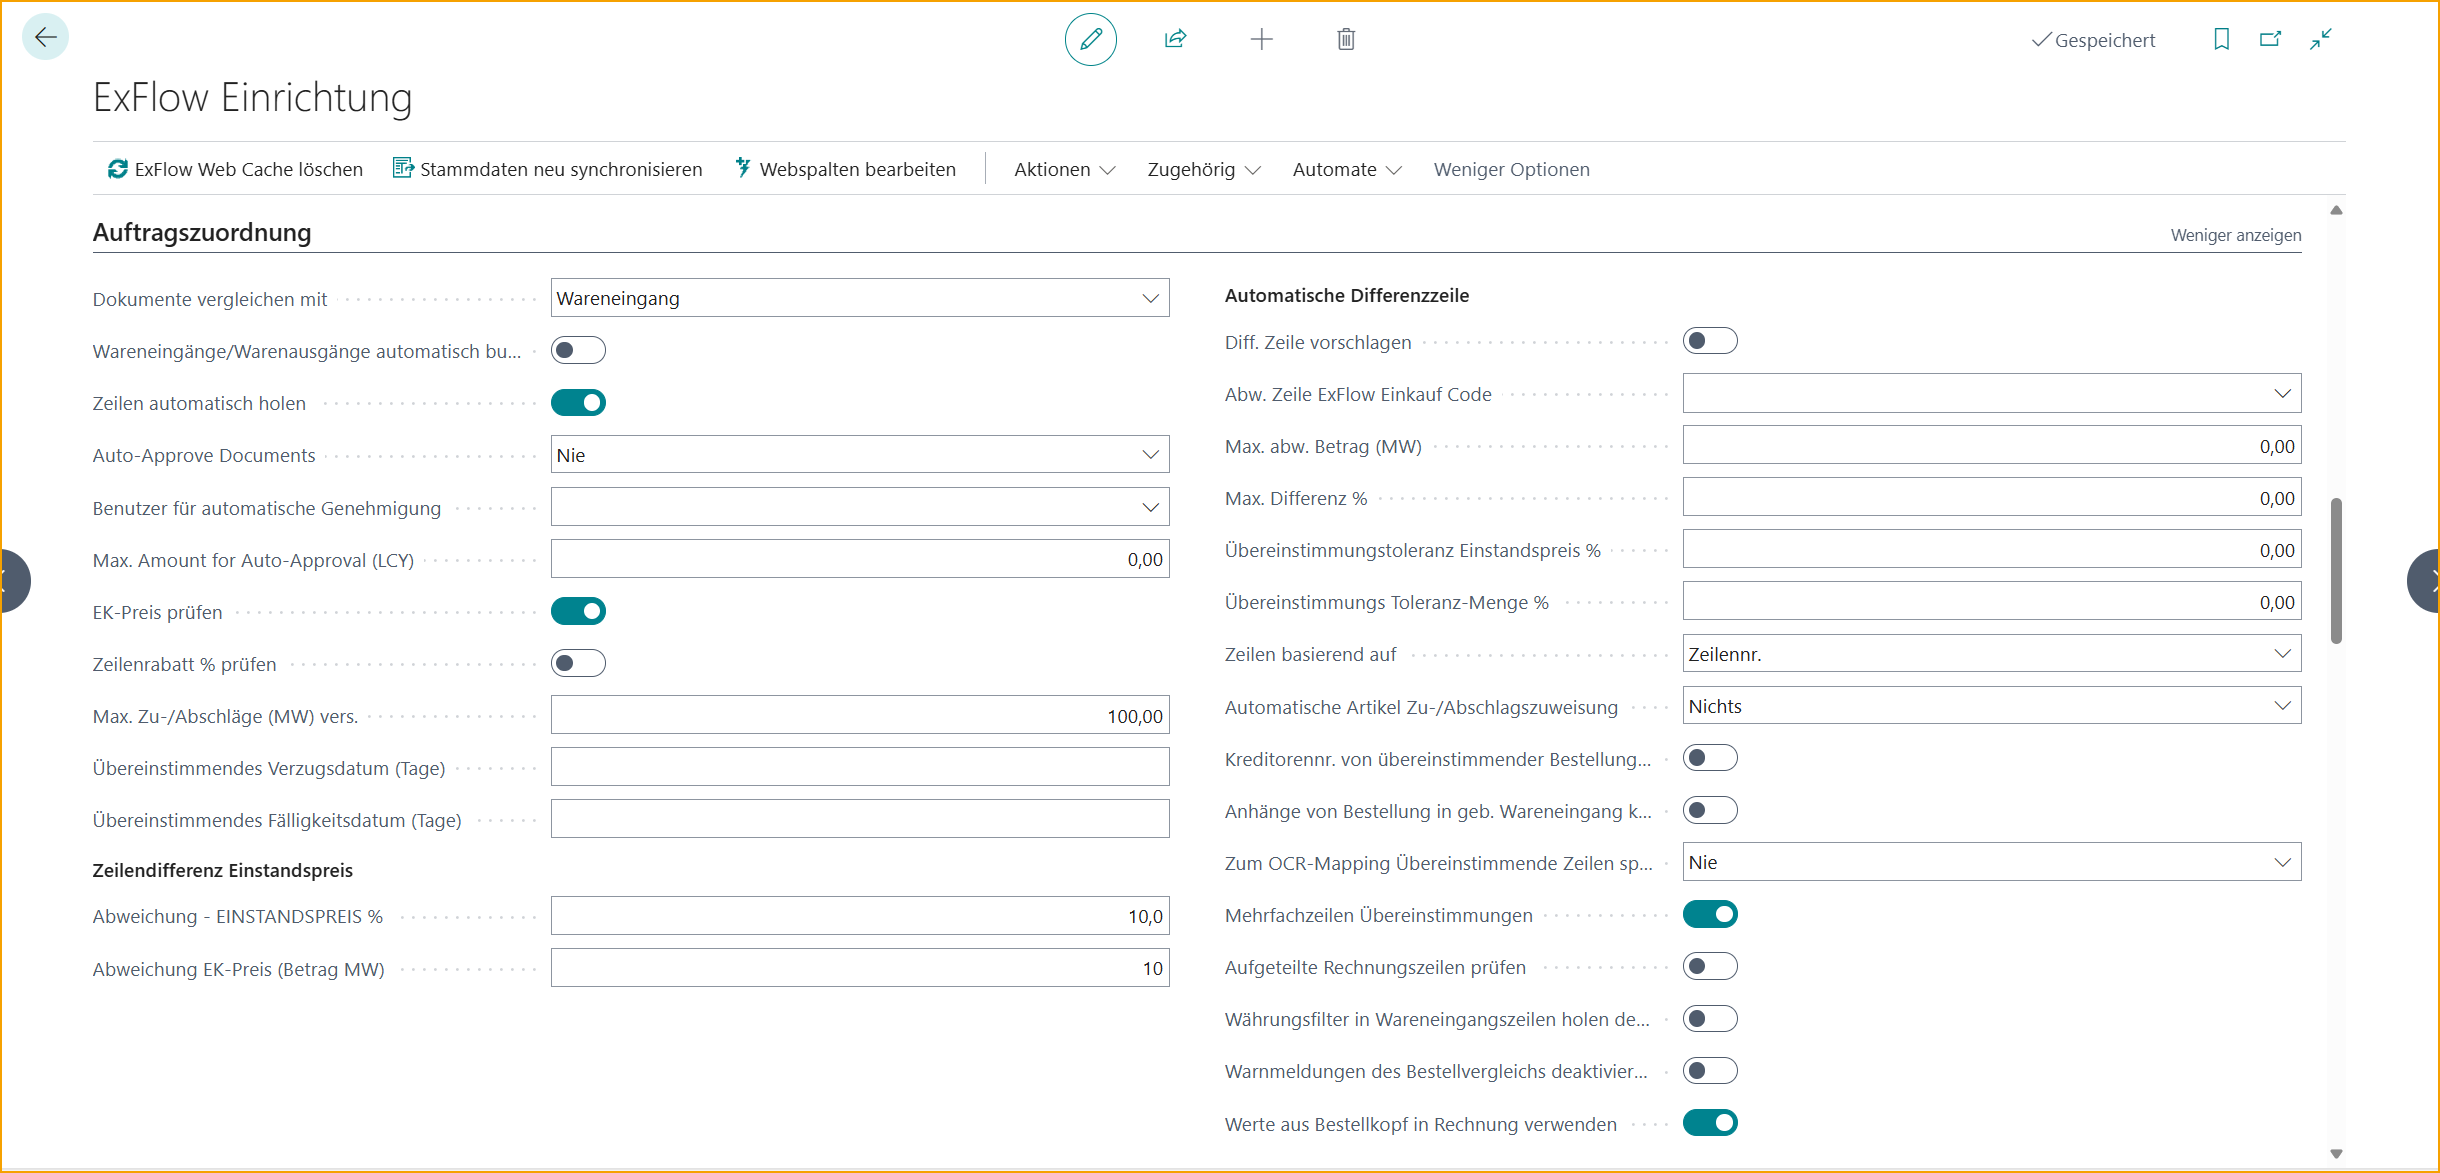 Gespeichert
ExFlow Einrichtung
ExFlow Web Cache löschen
Stammdaten neu synchronisieren
Webspalten bearbeiten
Aktionen
Zugehörig
Automate
Weniger Optionen
Auftragszuordnung
Weniger anzeigen
Dokumente vergleichen mit
Wareneingang
Wareneingänge/Warenausgänge automatisch bu...
Zeilen automatisch holen
Auto-Approve Documents
Nie
Benutzer für automatische Genehmigung
Max. Amount for Auto-Approval (LCY)
0,00
EK-Preis prüfen
Zeilenrabatt % prüfen
Max. Zu-/Abschläge (MW) vers.
100,00
Übereinstimmendes Verzugsdatum (Tage)
Übereinstimmendes Fälligkeitsdatum (Tage)
Zeilendifferenz Einstandspreis
Abweichung - EINSTANDSPREIS %
10,0
Abweichung EK-Preis (Betrag MW)
10
Automatische Differenzzeile
Diff. Zeile vorschlagen
Abw. Zeile ExFlow Einkauf Code
Max. abw. Betrag (MW)
0,00
Max. Differenz %
0,00
Übereinstimmungstoleranz Einstandspreis %
0,00
Übereinstimmungs Toleranz-Menge %
0,00
Zeilen basierend auf
Zeilennr.
Automatische Artikel Zu-/Abschlagszuweisung
Nichts
Kreditorennr. von übereinstimmender Bestellung...
Anhänge von Bestellung in geb. Wareneingang k...
Zum OCR-Mapping Übereinstimmende Zeilen sp...
Nie
Mehrfachzeilen Übereinstimmungen
Aufgeteilte Rechnungszeilen prüfen
Währungsfilter in Wareneingangszeilen holen de...
Warnmeldungen des Bestellvergleichs deaktivier...
Werte aus Bestellkopf in Rechnung verwenden